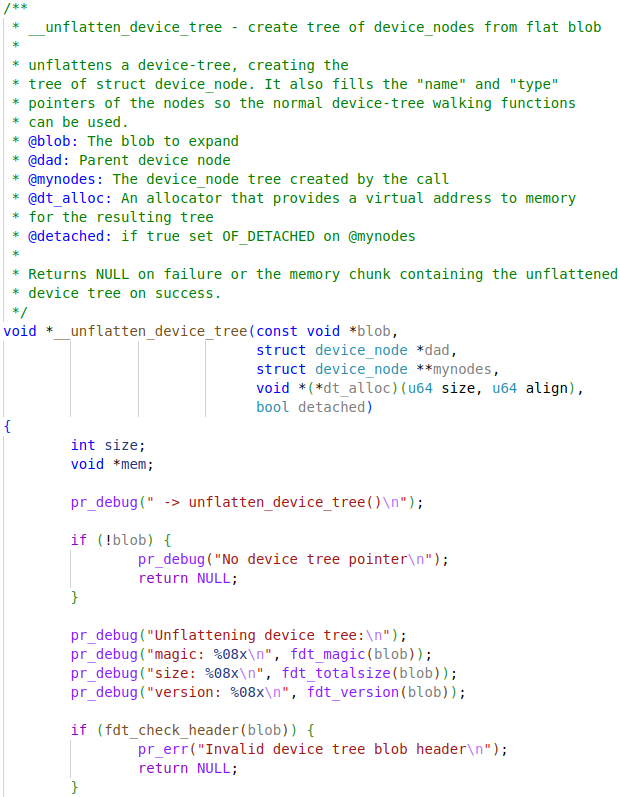 /**
 * __unflatten_device_tree - create tree of device_nodes from flat blob
 *
 * unflattens a device-tree, creating the
 * tree of struct device_node. It also fills the "name" and "type"
 * pointers of the nodes so the normal device-tree walking functions
 * can be used.
 * @blob: The blob to expand
 * @dad: Parent device node
 * @mynodes: The device_node tree created by the call
 * @dt_alloc: An allocator that provides a virtual address to memory
 * for the resulting tree
 * @detached: if true set OF_DETACHED on @mynodes
 *
 * Returns NULL on failure or the memory chunk containing the unflattened
 * device tree on success.
 */
void *__unflatten_device_tree(const void *blob,
                              struct device_node *dad,
                              struct device_node **mynodes,
                              void *(*dt_alloc)(u64 size, u64 align),
                              bool detached)
{
        int size;
        void *mem;

        pr_debug(" -> unflatten_device_tree()\n");

        if (!blob) {
                pr_debug("No device tree pointer\n");
                return NULL;
        }

        pr_debug("Unflattening device tree:\n");
        pr_debug("magic: %08x\n", fdt_magic(blob));
        pr_debug("size: %08x\n", fdt_totalsize(blob));
        pr_debug("version: %08x\n", fdt_version(blob));

        if (fdt_check_header(blob)) {
                pr_err("Invalid device tree blob header\n");
                return NULL;
        }